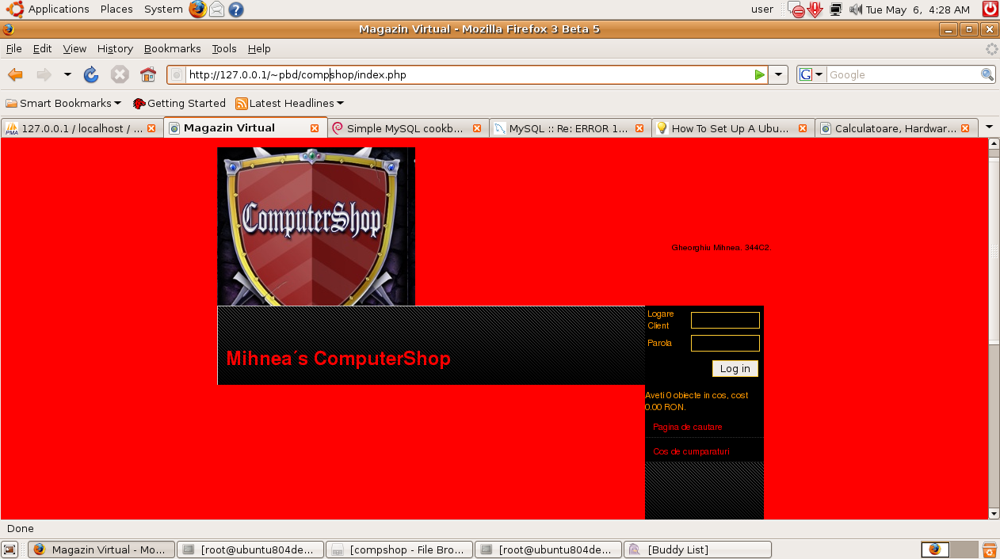 Applications Places System user Tue May 6, 4:28 AM
Magazin Virtual - Mozilla Firefox 3 Beta 5
File Edit View History Bookmarks Tools Help
http://127.0.0.1/~pbd/compshop/index.php G Google
Smart Bookmarks Getting Started Latest Headlines
PMA 127.0.0.1 / localhost / ... Magazin Virtual Simple MySQL cookb... MySQL :: Re: ERROR 1... How To Set Up A Ubu... Calculatoare, Hardwar...
ComputerShop
Gheorghiu Mihnea, 344C2
Logare
Client
Parola
Mihnea´s ComputerShop
Log in
Aveti 0 obiecte in cos, cost
0.00 RON.
Pagina de cautare
Cos de cumparaturi
Done
Magazin Virtual - Mo... [root@ubuntu804de... [compshop - File Bro... [root@ubuntu804de... [Buddy List]